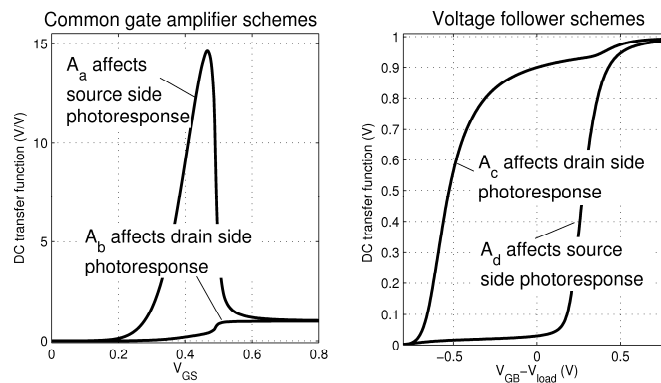 Common gate amplifier schemes
15
10
5
0
DC transfer function (V/V)
A_a affects
source side
photoresponse
A_b affects drain side
photoresponse
0 0.2 0.4 0.6 0.8
V_GS
Voltage follower schemes
1
0.9
0.8
0.7
0.6
0.5
0.4
0.3
0.2
0.1
0
DC transfer function (V)
A_c affects drain side
photoresponse
A_d affects source
side photoresponse
−0.5 0 0.5
V_GB−V_load (V)